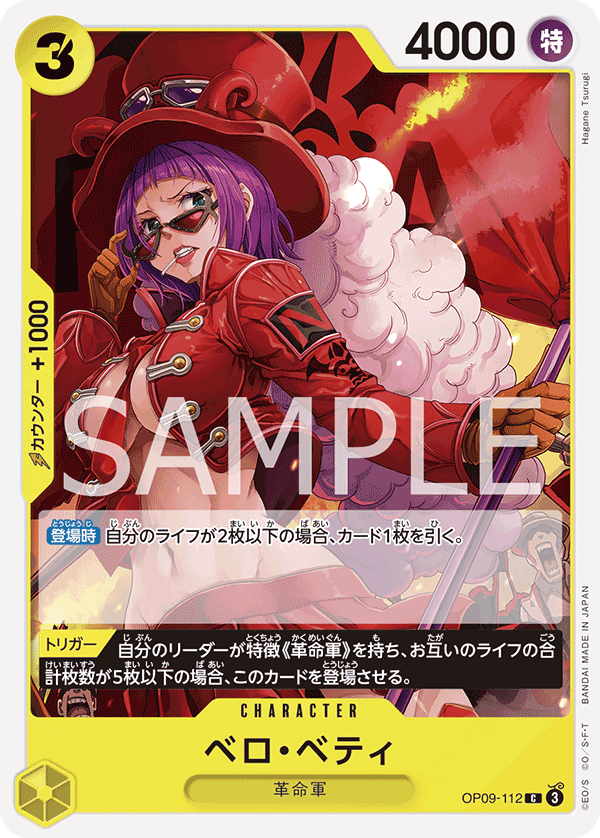 3
4000
特
Hagane Tsurugi
カウンター +1000
SAMPLE
登場時 自分のライフが2枚以下の場合、カード1枚を引く。
トリガー 自分のリーダーが特徴《革命軍》を持ち、お互いのライフの合
計枚数が5枚以下の場合、このカードを登場させる。
CHARACTER
ベロ・ベティ
革命軍
OP09-112 C 3
©E.O/S ©O/S・F・T BANDAI MADE IN JAPAN